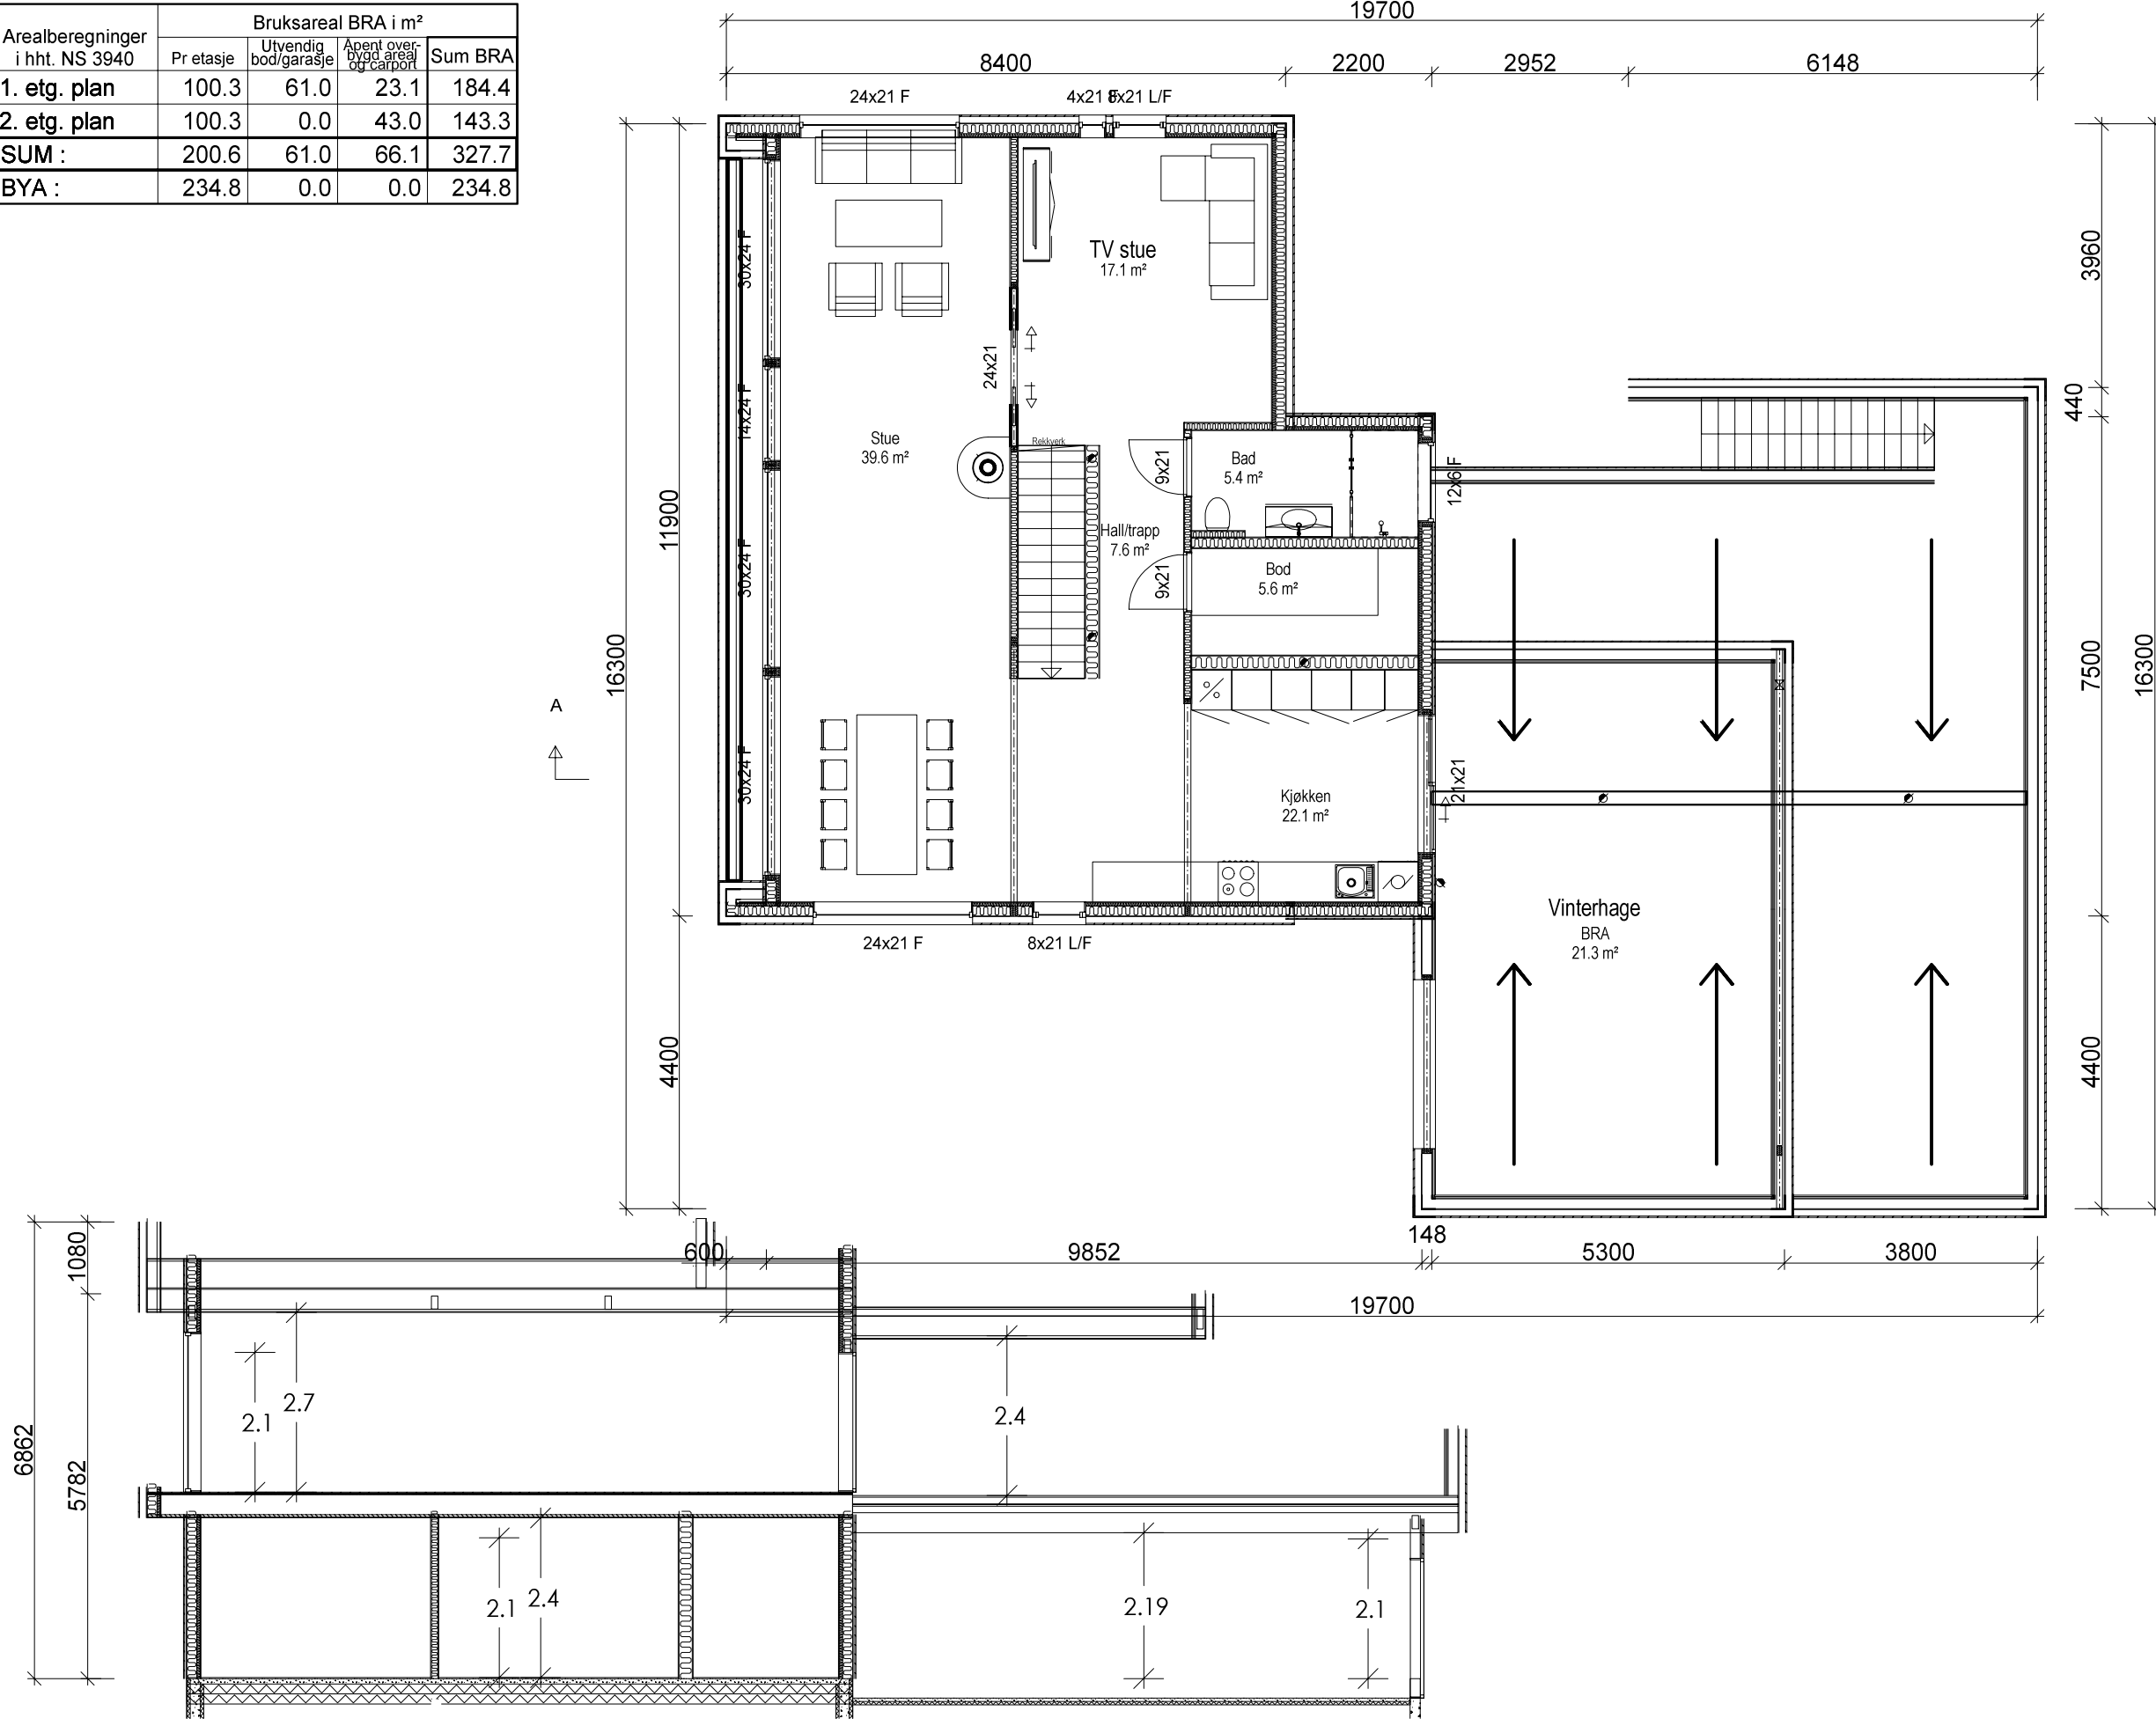 Arealberegninger
i hht. NS 3940
Bruksareal BRA i m²
Pr etasje
Utvendig
bod/garasje
Åpent over-
bygd areal
og carport
Sum BRA
1. etg. plan 100.3 61.0 23.1 184.4
2. etg. plan 100.3 0.0 43.0 143.3
SUM : 200.6 61.0 66.1 327.7
BYA : 234.8 0.0 0.0 234.8
19700
8400 2200 2952 6148
24x21 F 4x21 F 8x21 L/F
16300
11900
4400
30x24 F
14x24 F
30x24 F
30x24 F
TV stue
17.1 m²
24x21
Stue
39.6 m²
Rekkverk
Bad
5.4 m²
9x21
12x6 F
Hall/trapp
7.6 m²
Bod
5.6 m²
9x21
A
Kjøkken
22.1 m²
21x21
Vinterhage
BRA
21.3 m²
24x21 F 8x21 L/F
3960
440
7500
4400
16300
148
600 9852 5300 3800
19700
1080
6862
5782
2.1
2.7
2.4
2.1
2.4
2.19
2.1